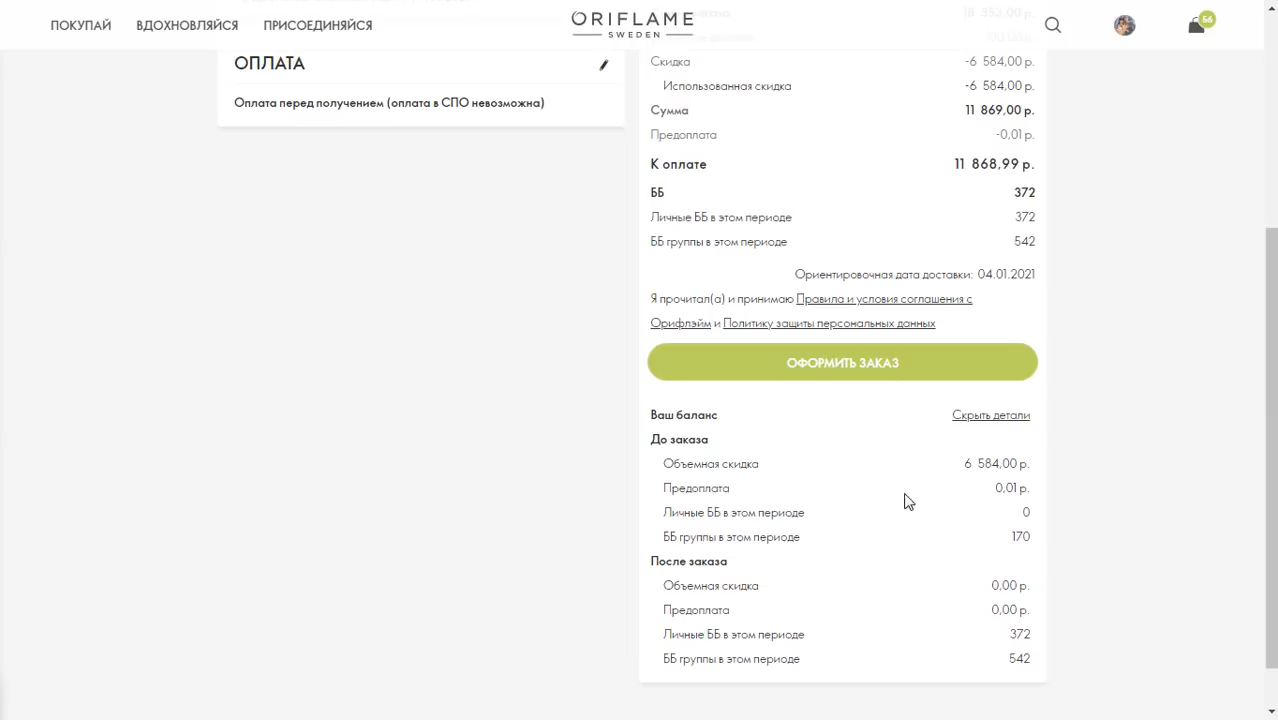 ПОКУПАЙ ВДОХНОВЛЯЙСЯ ПРИСОЕДИНЯЙСЯ
ORIFLAME
SWEDEN
56
ОПЛАТА
Оплата перед получением (оплата в СПО невозможна)
18 353,00 р.
Скидка -6 584,00 р.
Использованная скидка -6 584,00 р.
Сумма 11 869,00 р.
Предоплата -0,01 р.
К оплате 11 868,99 р.
ББ 372
Личные ББ в этом периоде 372
ББ группы в этом периоде 542
Ориентировочная дата доставки: 04.01.2021
Я прочитал(а) и принимаю Правила и условия соглашения с
Орифлэйм и Политику защиты персональных данных
ОФОРМИТЬ ЗАКАЗ
Ваш баланс Скрыть детали
До заказа
Объемная скидка 6 584,00 р.
Предоплата 0,01 р.
Личные ББ в этом периоде 0
ББ группы в этом периоде 170
После заказа
Объемная скидка 0,00 р.
Предоплата 0,00 р.
Личные ББ в этом периоде 372
ББ группы в этом периоде 542